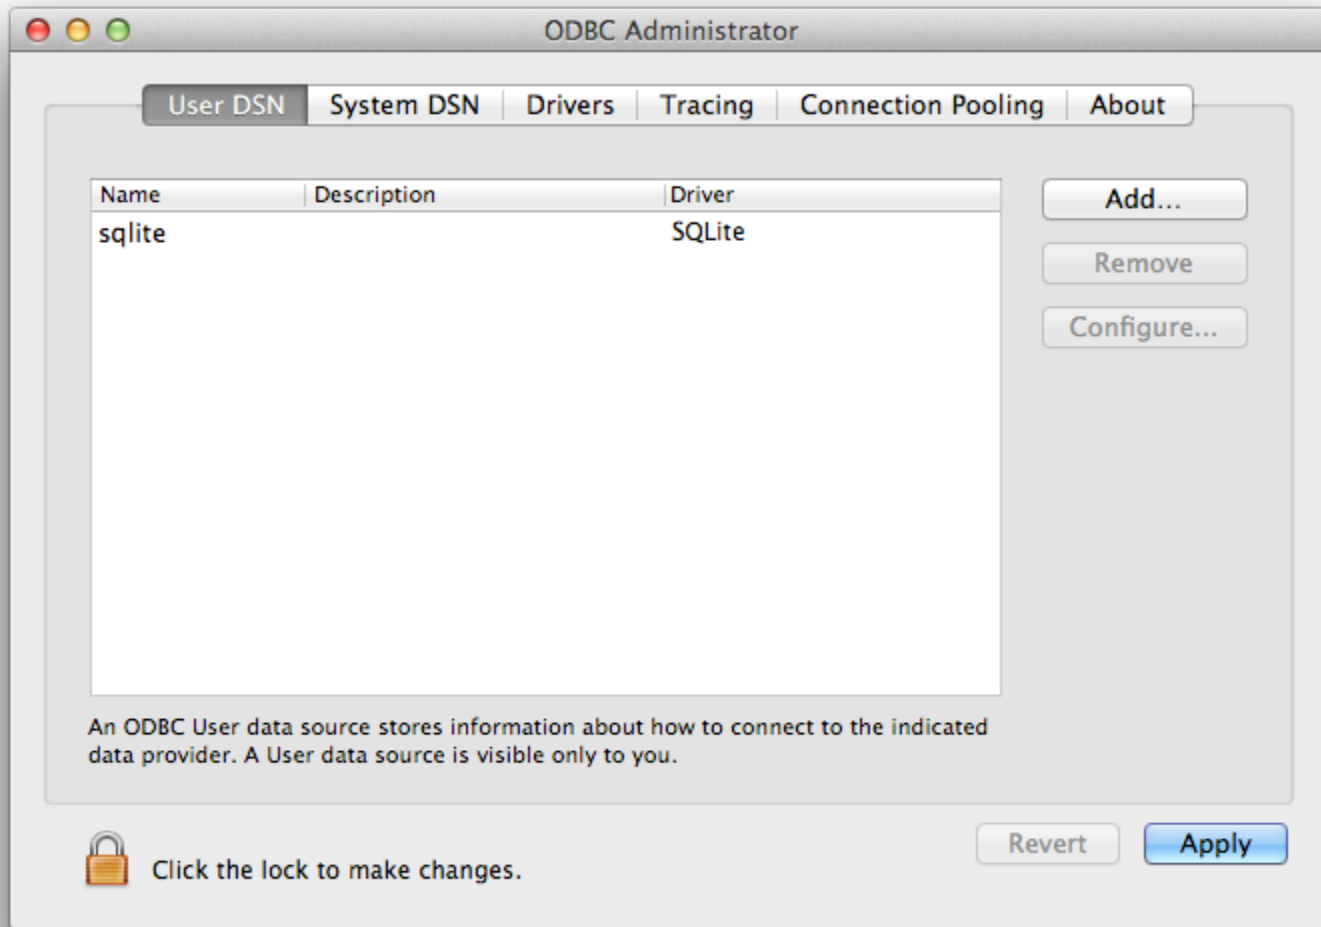 ODBC Administrator
User DSN System DSN Drivers Tracing Connection Pooling About
Name Description Driver
sqlite SQLite
Add...
Remove
Configure...
An ODBC User data source stores information about how to connect to the indicated
data provider. A User data source is visible only to you.
Click the lock to make changes.
Revert Apply